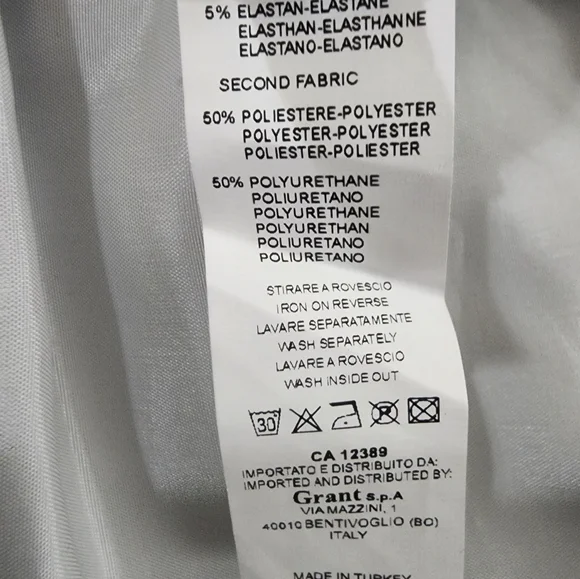 5% ELASTAN-ELASTANE
ELASTHAN-ELASTHANNE
ELASTANO-ELASTANO
SECOND FABRIC
50% POLIESTERE-POLYESTER
POLYESTER-POLYESTER
POLIESTER-POLIESTER
50% POLYURETHANE
POLIURETANO
POLYURETHANE
POLYURETHAN
POLIURETANO
POLIURETANO
STIRARE A ROVESCIO
IRON ON REVERSE
LAVARE SEPARATAMENTE
WASH SEPARATELY
LAVARE A ROVESCIO
WASH INSIDE OUT
30 P
CA 12389
IMPORTATO E DISTRIBUITO DA:
IMPORTED AND DISTRIBUTED BY:
Grant s.p.A
VIA MAZZINI, 1
40010 BENTIVOGLIO (BO)
ITALY
MADE IN TURKEY